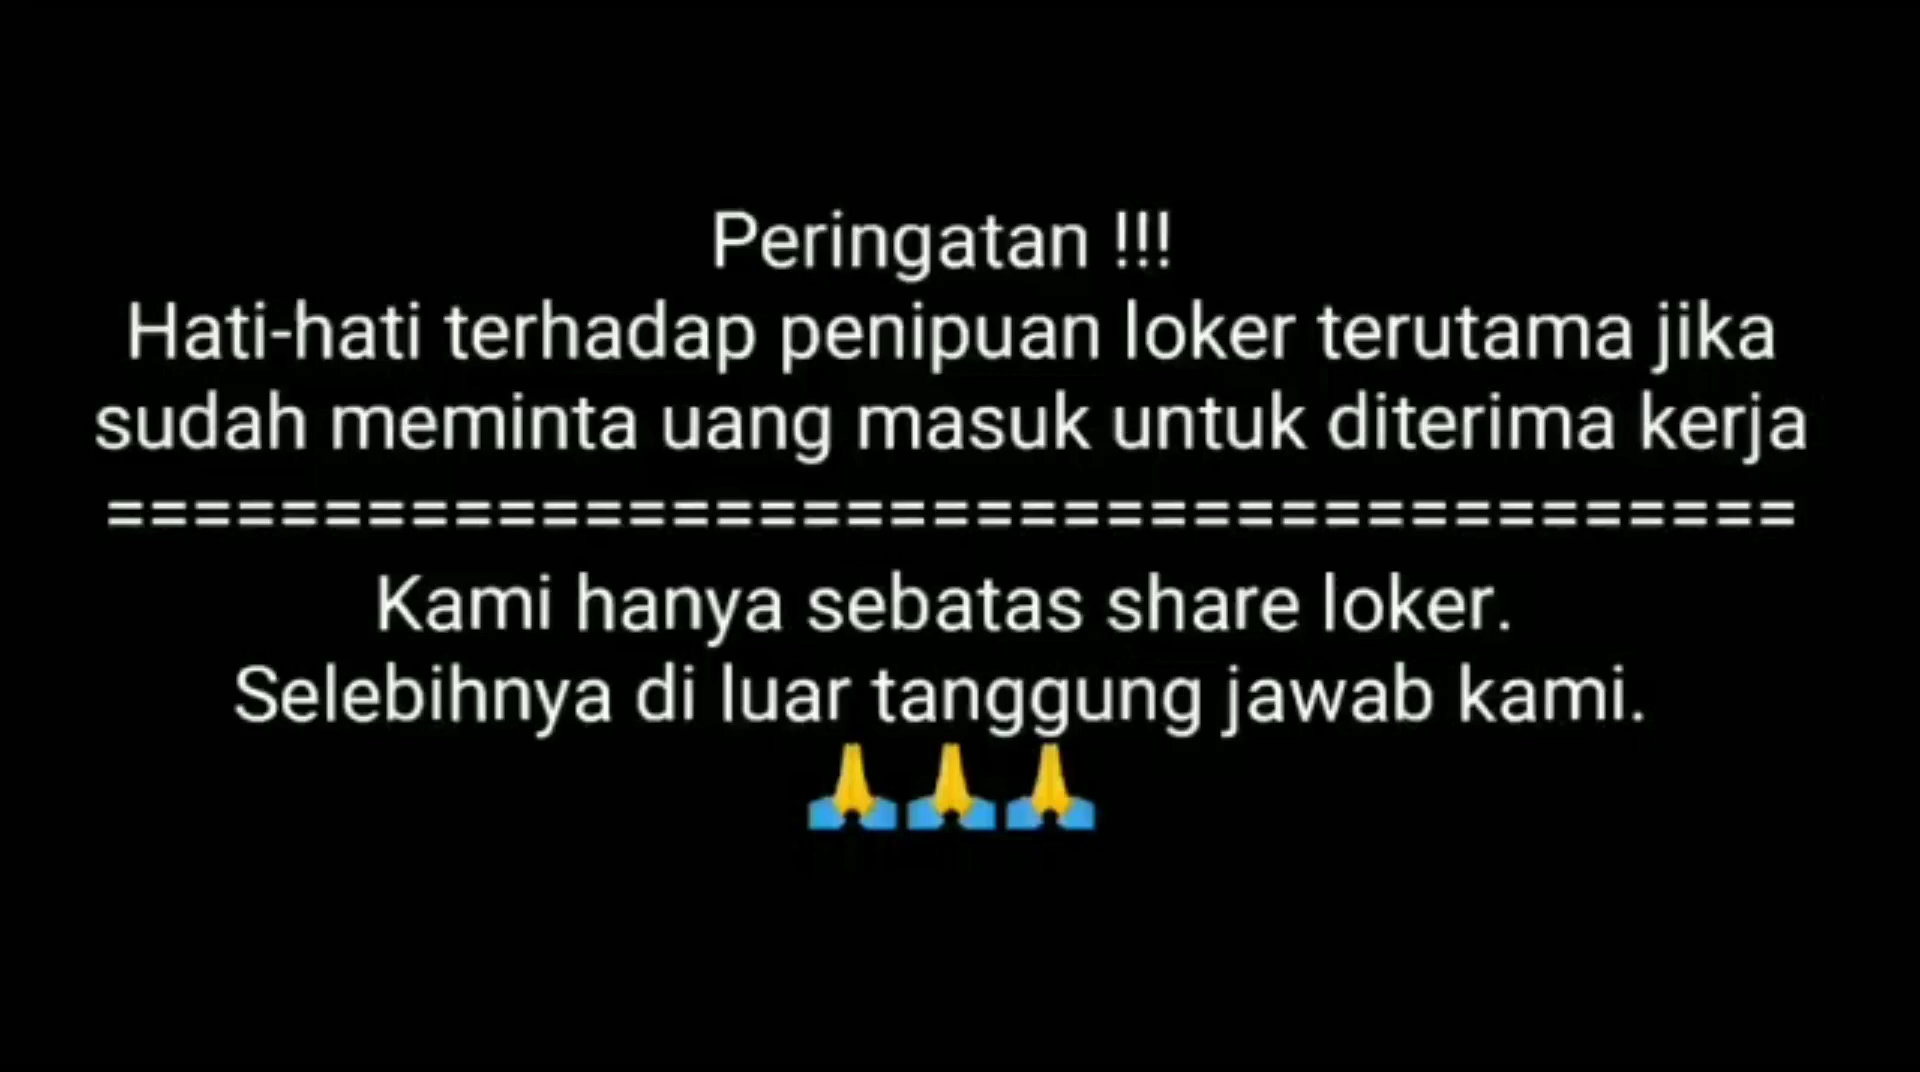 Peringatan !!!
Hati-hati terhadap penipuan loker terutama jika
sudah meminta uang masuk untuk diterima kerja
=======================================
Kami hanya sebatas share loker.
Selebihnya di luar tanggung jawab kami.
🙏🙏🙏